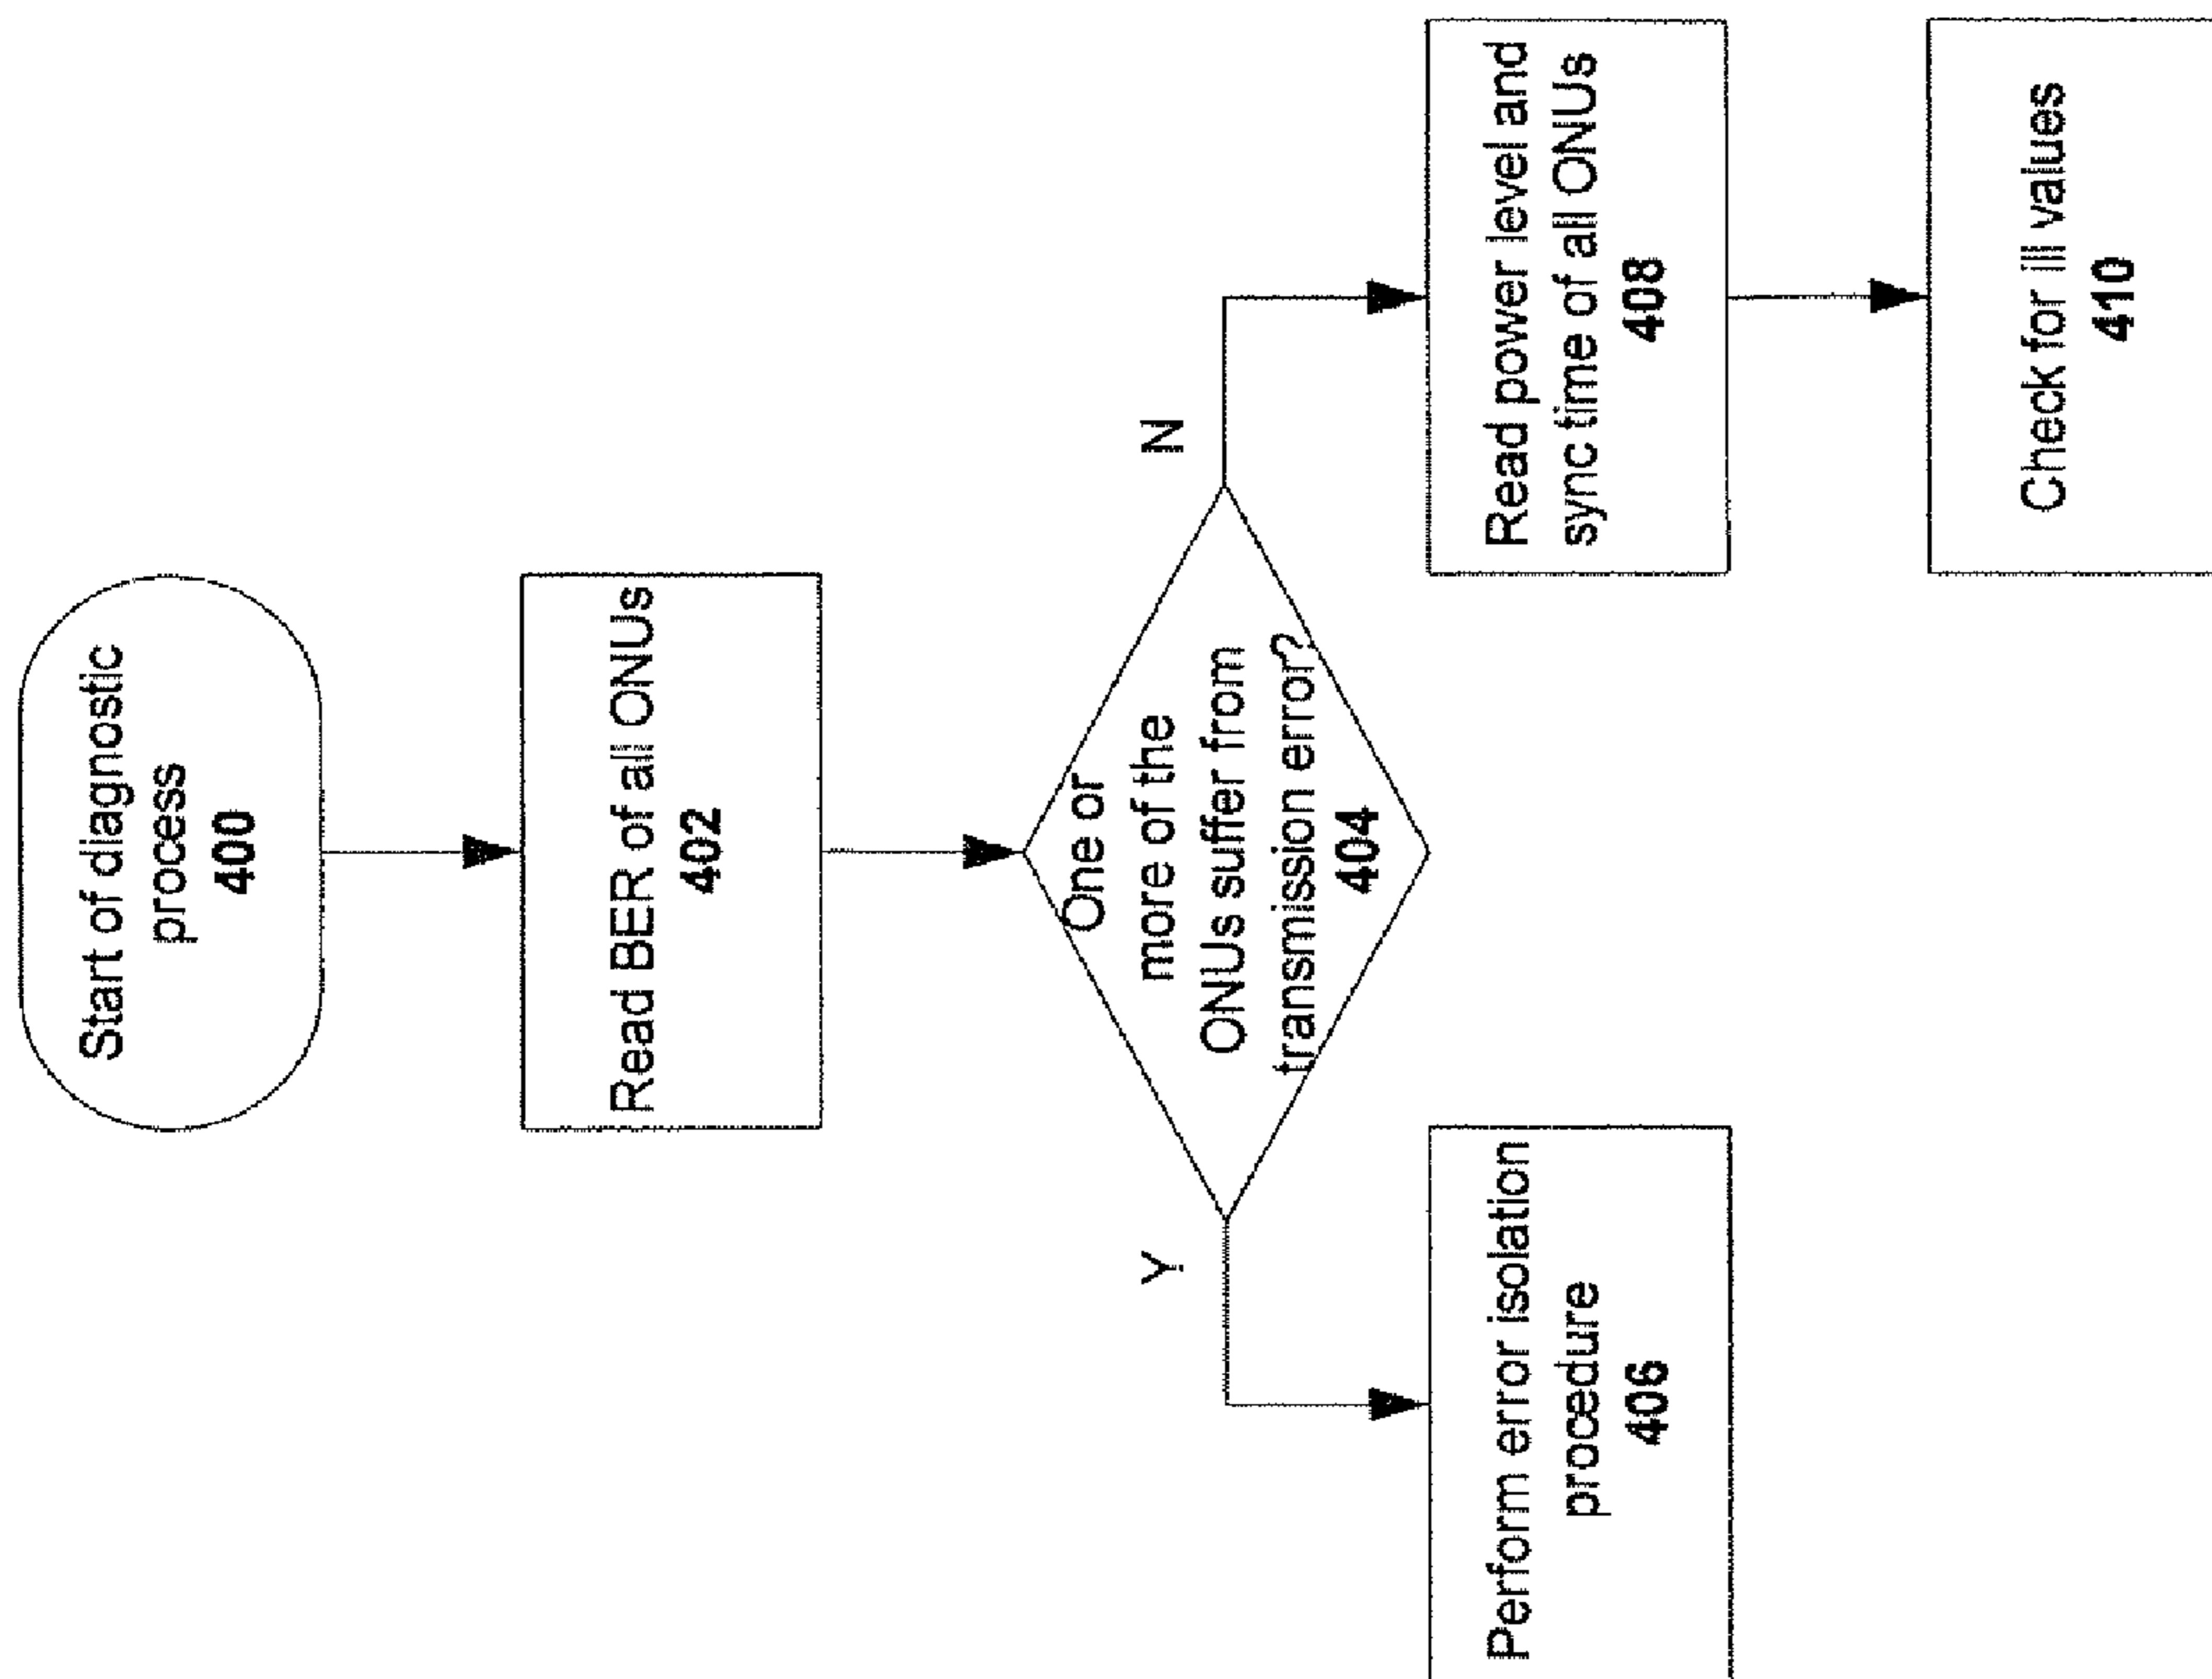 Start of diagnostic
process
400
Read BER of all ONUs
402
One or
more of the
ONUs suffer from
transmission error?
404
Y
N
Perform error isolation
procedure
406
Read power level and
sync time of all ONUs
408
Check for ill values
410